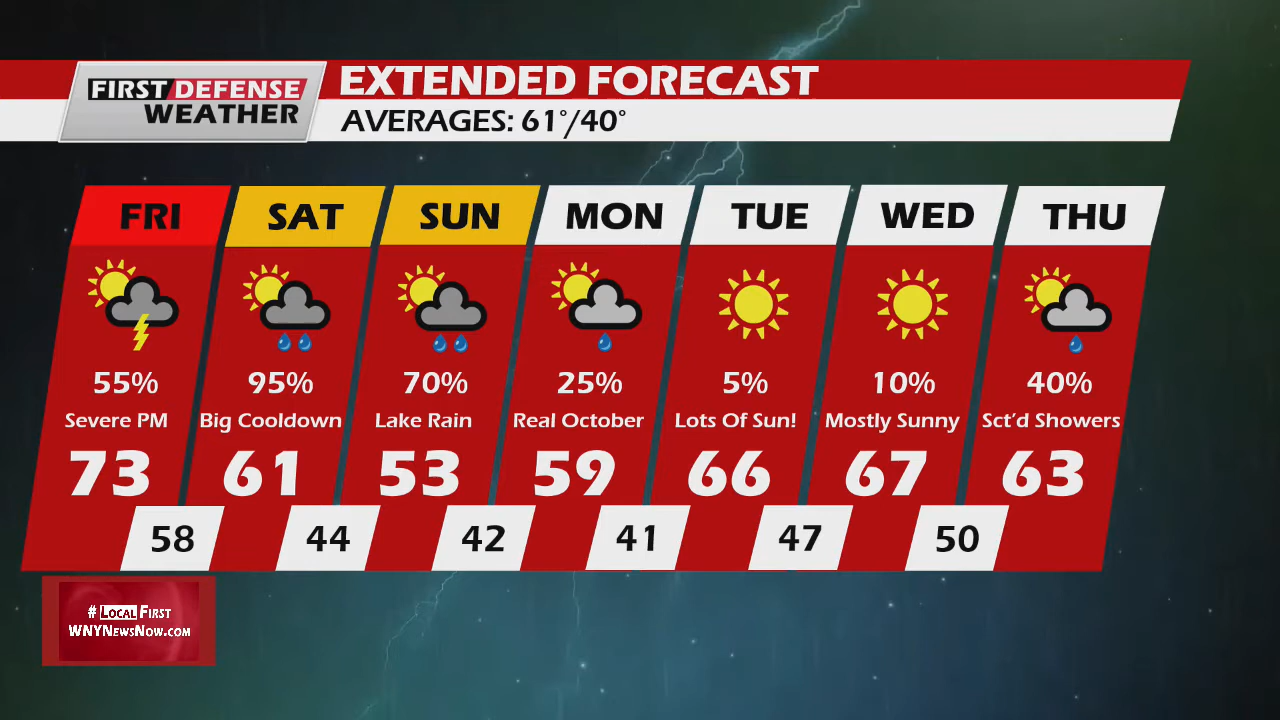 FIRST DEFENSE
WEATHER
EXTENDED FORECAST
AVERAGES: 61°/40°
FRI SAT SUN MON TUE WED THU
55% 95% 70% 25% 5% 10% 40%
Severe PM Big Cooldown Lake Rain Real October Lots Of Sun! Mostly Sunny Sct'd Showers
73 61 53 59 66 67 63
58 44 42 41 47 50
# LOCAL FIRST
WNYNEWSNOW.COM